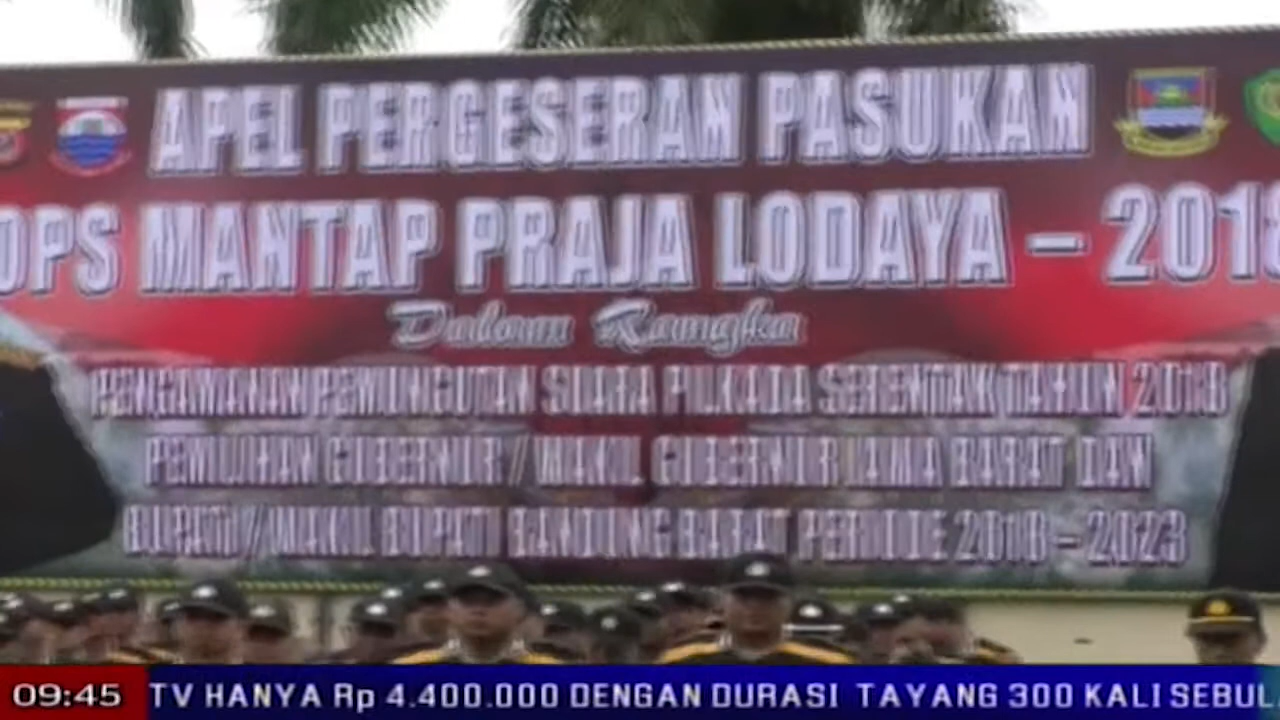 APEL PERGESERAN PASUKAN
OPS MANTAP PRAJA LODAYA – 2018
Dalam Rangka
PENGAMANAN PEMUNGUTAN SUARA PILKADA SERENTAK TAHUN 2018
PEMILIHAN GUBERNUR / WAKIL GUBERNUR JAWA BARAT DAN
BUPATI / WAKIL BUPATI BANDUNG BARAT PERIODE 2018 – 2023
09:45 TV HANYA Rp 4.400.000 DENGAN DURASI TAYANG 300 KALI SEBUL